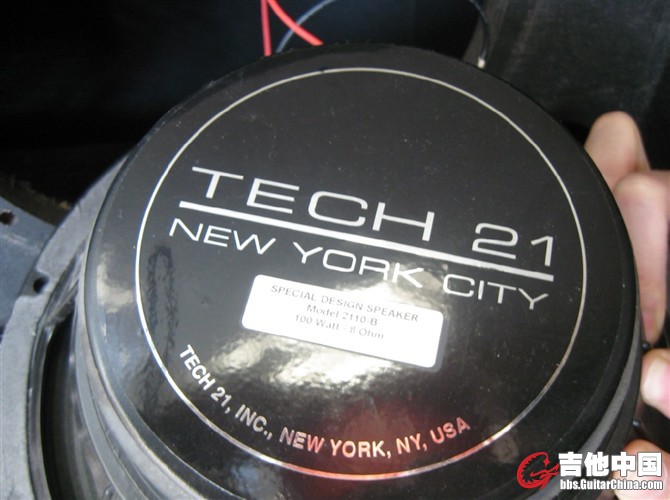 TECH 21
NEW YORK CITY
SPECIAL DESIGN SPEAKER
Model 2110-B
100 Watt - 8 Ohm
TECH 21, INC., NEW YORK, NY, USA
吉他中国
bbs.GuitarChina.com